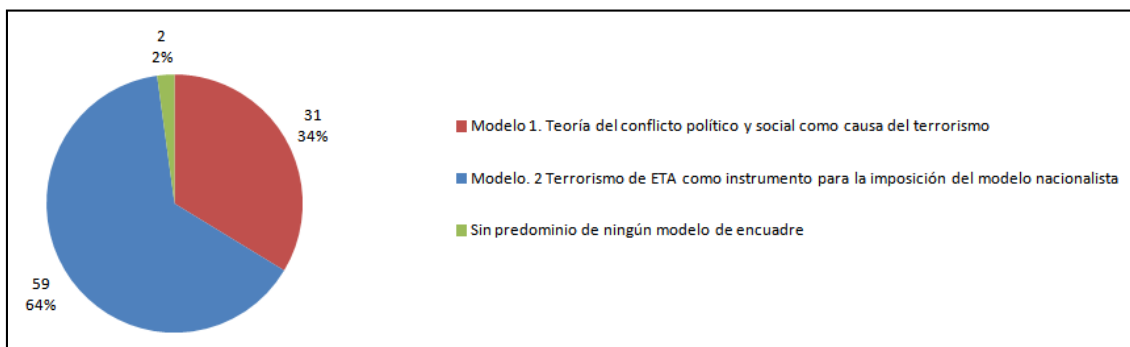 2
2%
31
34%
59
64%
Modelo 1. Teoría del conflicto político y social como causa del terrorismo
Modelo. 2 Terrorismo de ETA como instrumento para la imposición del modelo nacionalista
Sin predominio de ningún modelo de encuadre